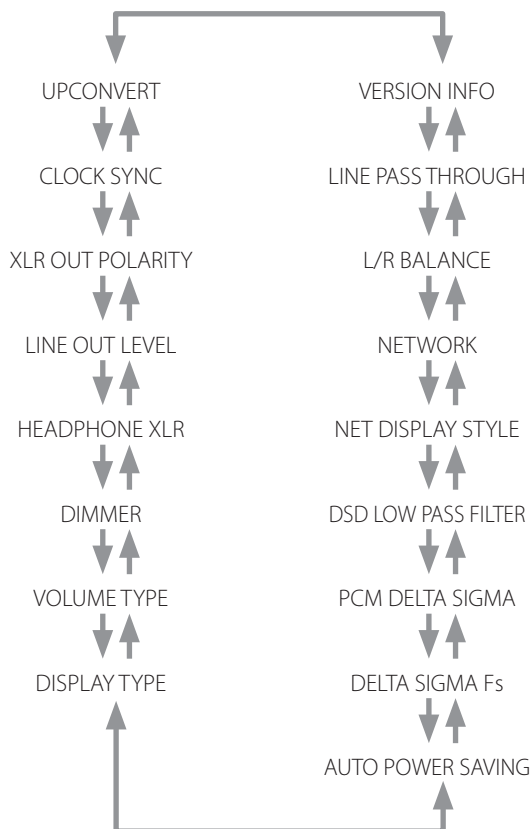 UPCONVERT
CLOCK SYNC
XLR OUT POLARITY
LINE OUT LEVEL
HEADPHONE XLR
DIMMER
VOLUME TYPE
DISPLAY TYPE
VERSION INFO
LINE PASS THROUGH
L/R BALANCE
NETWORK
NET DISPLAY STYLE
DSD LOW PASS FILTER
PCM DELTA SIGMA
DELTA SIGMA Fs
AUTO POWER SAVING